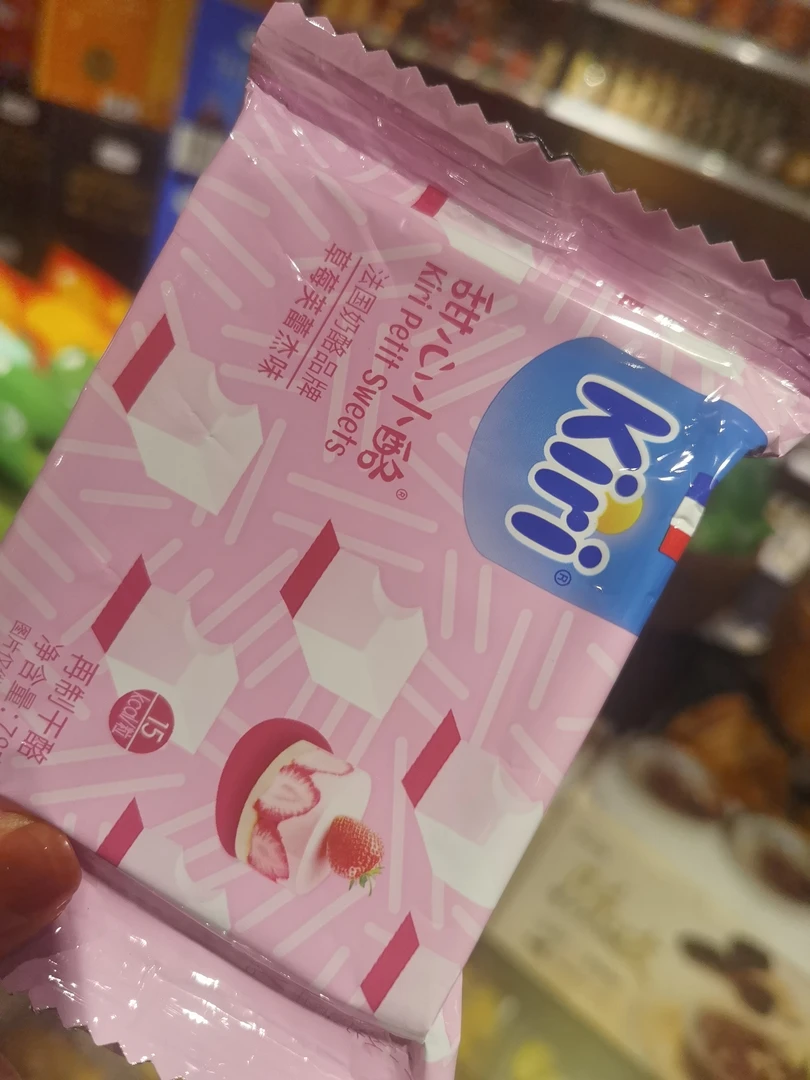 Kiri®
甜心小酪®
Kiri Petit Sweets
法国奶酪品牌
草莓芙蕾杰味
15
kcal/粒
再制干酪
净含量: